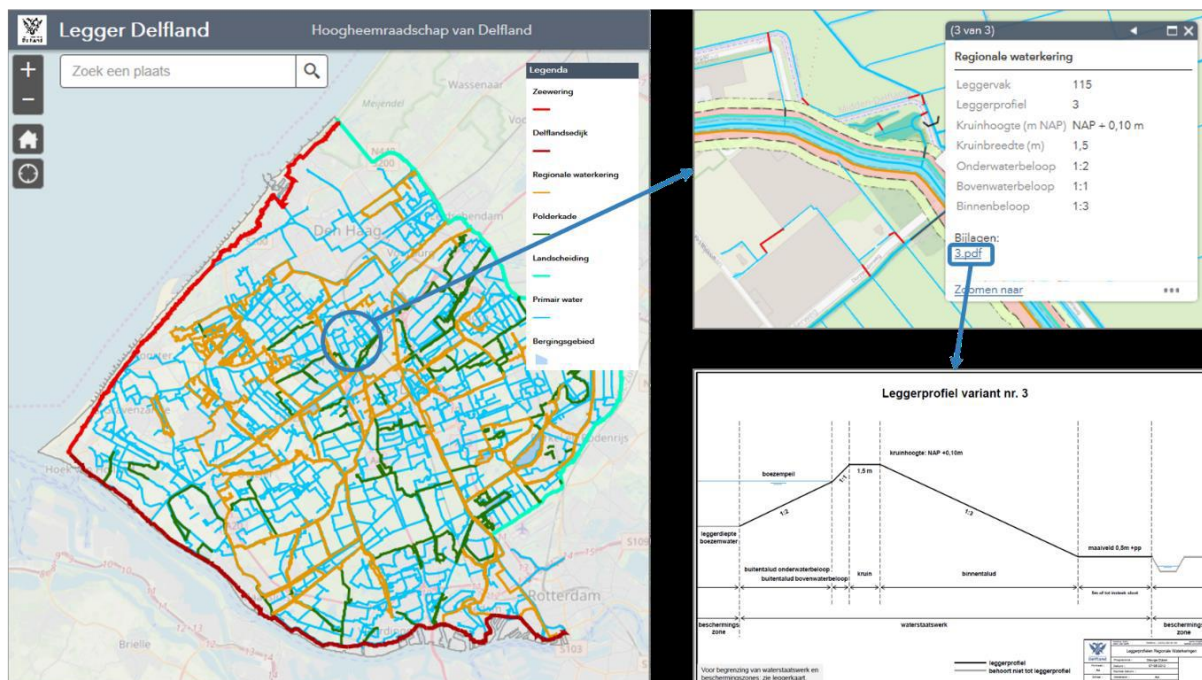 Legger Delfland
Hoogheemraadschap van Delfland
Zoek een plaats
Legenda
Zeewering
Delflandsedijk
Regionale waterkering
Polderkade
Landscheiding
Primair water
Bergingsgebied
Wassenaar
Meijendel
Den Haag
Rotterdam
Brielle
S109
S103
(3 van 3)
Regionale waterkering
Leggervak 115
Leggerprofiel 3
Kruinhoogte (m NAP) NAP + 0,10 m
Kruinbreedte (m) 1,5
Onderwaterbeloop 1:2
Bovenwaterbeloop 1:1
Binnenbeloop 1:3
Bijlagen:
3.pdf
Zoomen naar
Leggerprofiel variant nr. 3
kruinhoogte: NAP +0,10m
boezempeil
1,5 m
1:1
1:2
1:3
leggerdiepte
boezemwater
maaiveld 0,5m +pp
buitentalud onderwaterbeloop
buitentalud bovenwaterbeloop
kruin
binnentalud
beschermings
zone
waterstaatswerk
beschermings
zone
leggerprofiel
behoort niet tot leggerprofiel
Voor begrenzing van waterstaatswerk en
beschermingszones: zie leggerkaart
Delfland
Leggerprofielen Regionale Waterkeringen